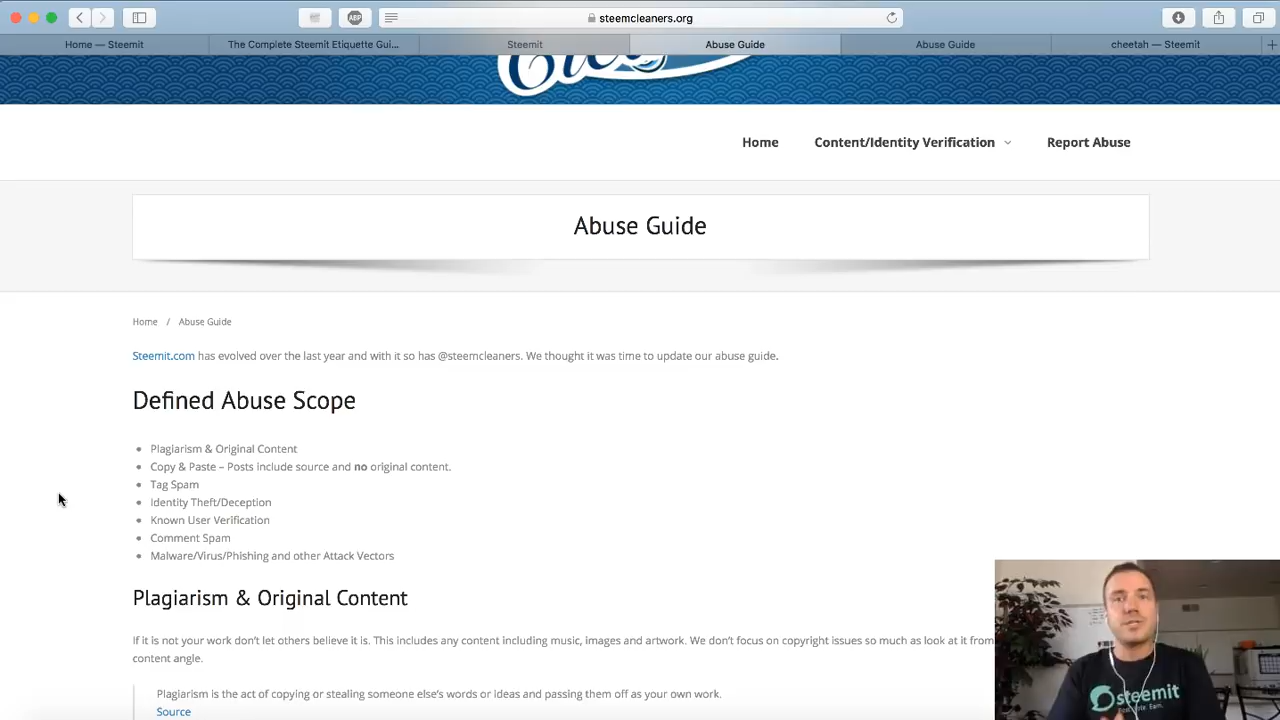 steemcleaners.org
ABP
Home — Steemit
The Complete Steemit Etiquette Gui...
Steemit
Abuse Guide
Abuse Guide
cheetah — Steemit
Home
Content/Identity Verification
Report Abuse
Abuse Guide
Home / Abuse Guide
Steemit.com has evolved over the last year and with it so has @steemcleaners. We thought it was time to update our abuse guide.
Defined Abuse Scope
Plagiarism & Original Content
Copy & Paste – Posts include source and no original content.
Tag Spam
Identity Theft/Deception
Known User Verification
Comment Spam
Malware/Virus/Phishing and other Attack Vectors
Plagiarism & Original Content
If it is not your work don't let others believe it is. This includes any content including music, images and artwork. We don't focus on copyright issues so much as look at it from
content angle.
Plagiarism is the act of copying or stealing someone else's words or ideas and passing them off as your own work.
Source
steemit